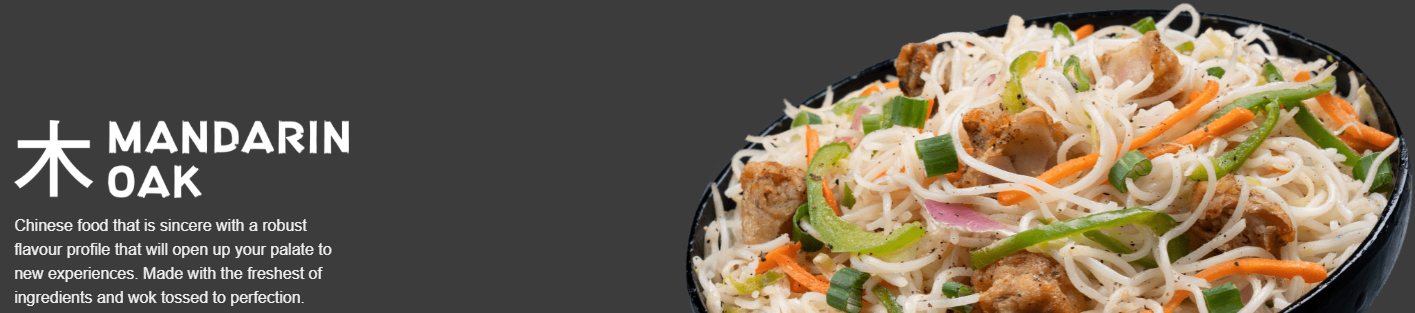 木 MANDARIN
OAK
Chinese food that is sincere with a robust
flavour profile that will open up your palate to
new experiences. Made with the freshest of
ingredients and wok tossed to perfection.